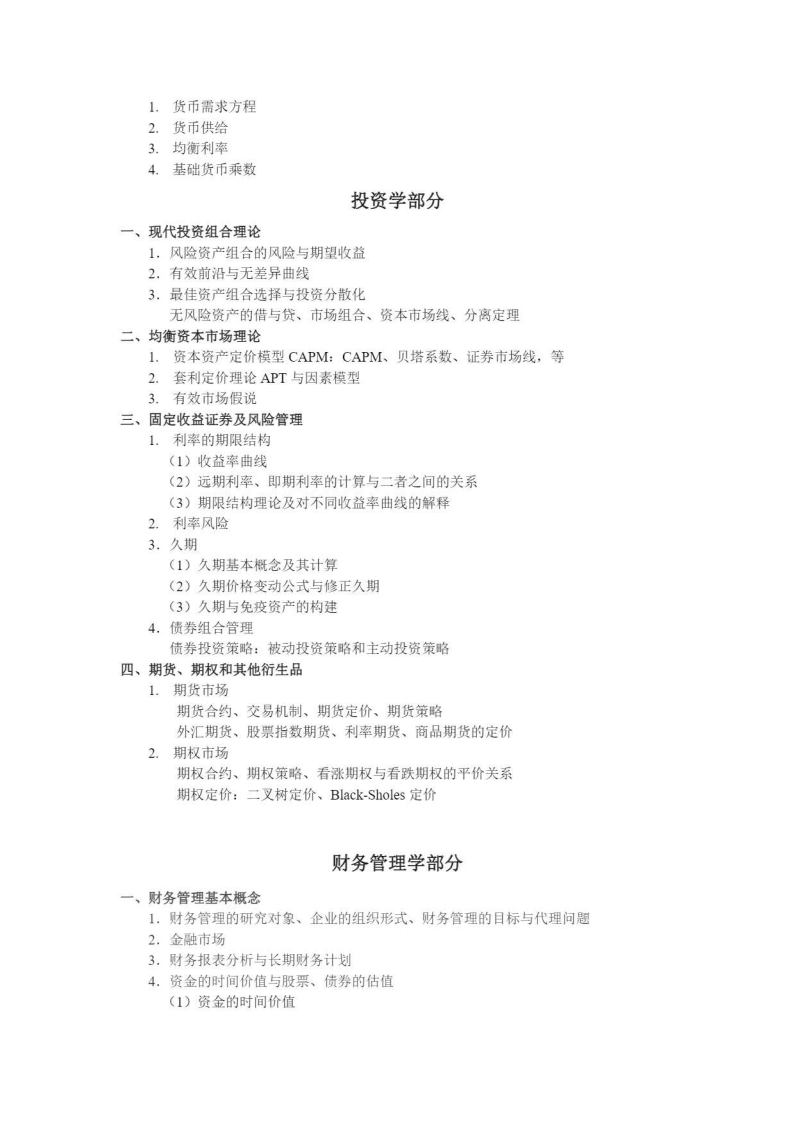 1. 货币需求方程
2. 货币供给
3. 均衡利率
4. 基础货币乘数
投资学部分
一、现代投资组合理论
1．风险资产组合的风险与期望收益
2．有效前沿与无差异曲线
3．最佳资产组合选择与投资分散化
无风险资产的借与贷、市场组合、资本市场线、分离定理
二、均衡资本市场理论
1. 资本资产定价模型 CAPM：CAPM、贝塔系数、证券市场线，等
2. 套利定价理论 APT 与因素模型
3. 有效市场假说
三、固定收益证券及风险管理
1. 利率的期限结构
（1）收益率曲线
（2）远期利率、即期利率的计算与二者之间的关系
（3）期限结构理论及对不同收益率曲线的解释
2. 利率风险
3．久期
（1）久期基本概念及其计算
（2）久期价格变动公式与修正久期
（3）久期与免疫资产的构建
4．债券组合管理
债券投资策略：被动投资策略和主动投资策略
四、期货、期权和其他衍生品
1. 期货市场
期货合约、交易机制、期货定价、期货策略
外汇期货、股票指数期货、利率期货、商品期货的定价
2. 期权市场
期权合约、期权策略、看涨期权与看跌期权的平价关系
期权定价：二叉树定价、Black-Sholes 定价
财务管理学部分
一、财务管理基本概念
1．财务管理的研究对象、企业的组织形式、财务管理的目标与代理问题
2．金融市场
3．财务报表分析与长期财务计划
4．资金的时间价值与股票、债券的估值
（1）资金的时间价值